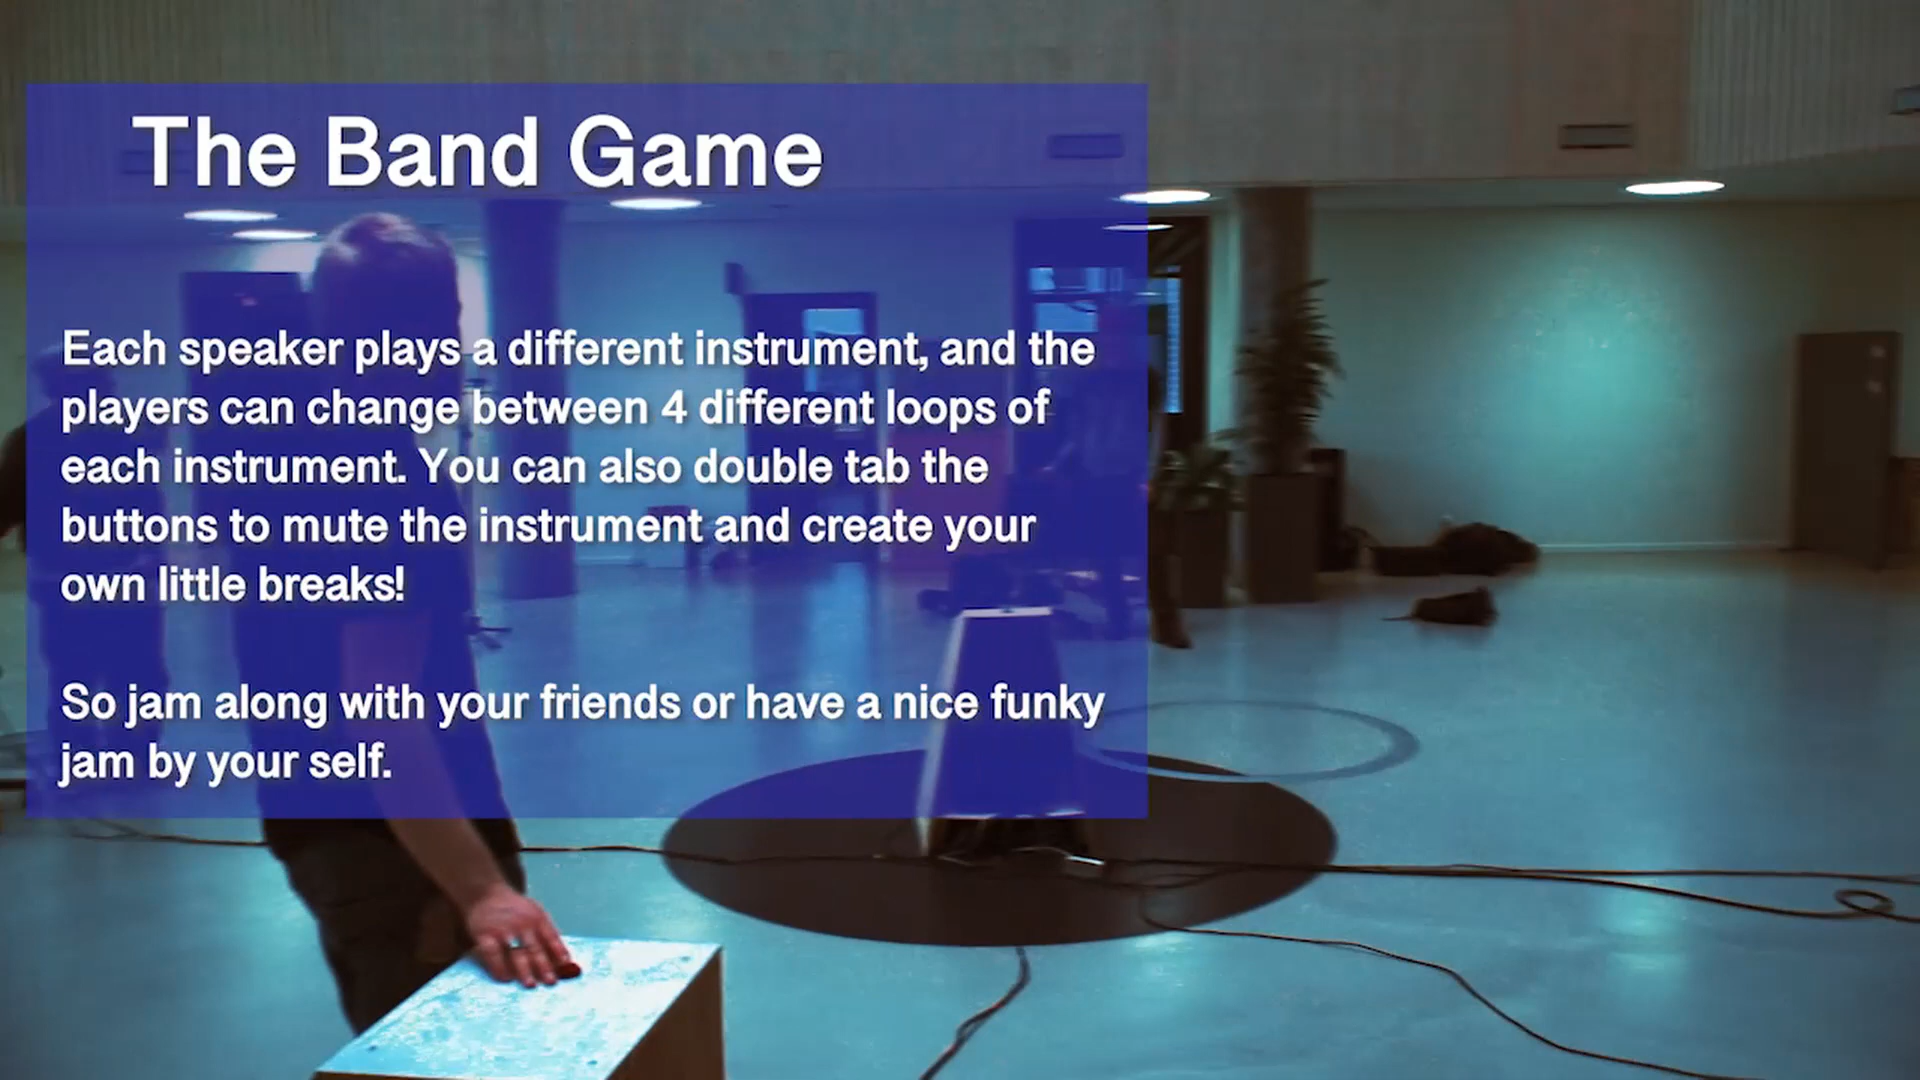 The Band Game
Each speaker plays a different instrument, and the
players can change between 4 different loops of
each instrument. You can also double tab the
buttons to mute the instrument and create your
own little breaks!
So jam along with your friends or have a nice funky
jam by your self.